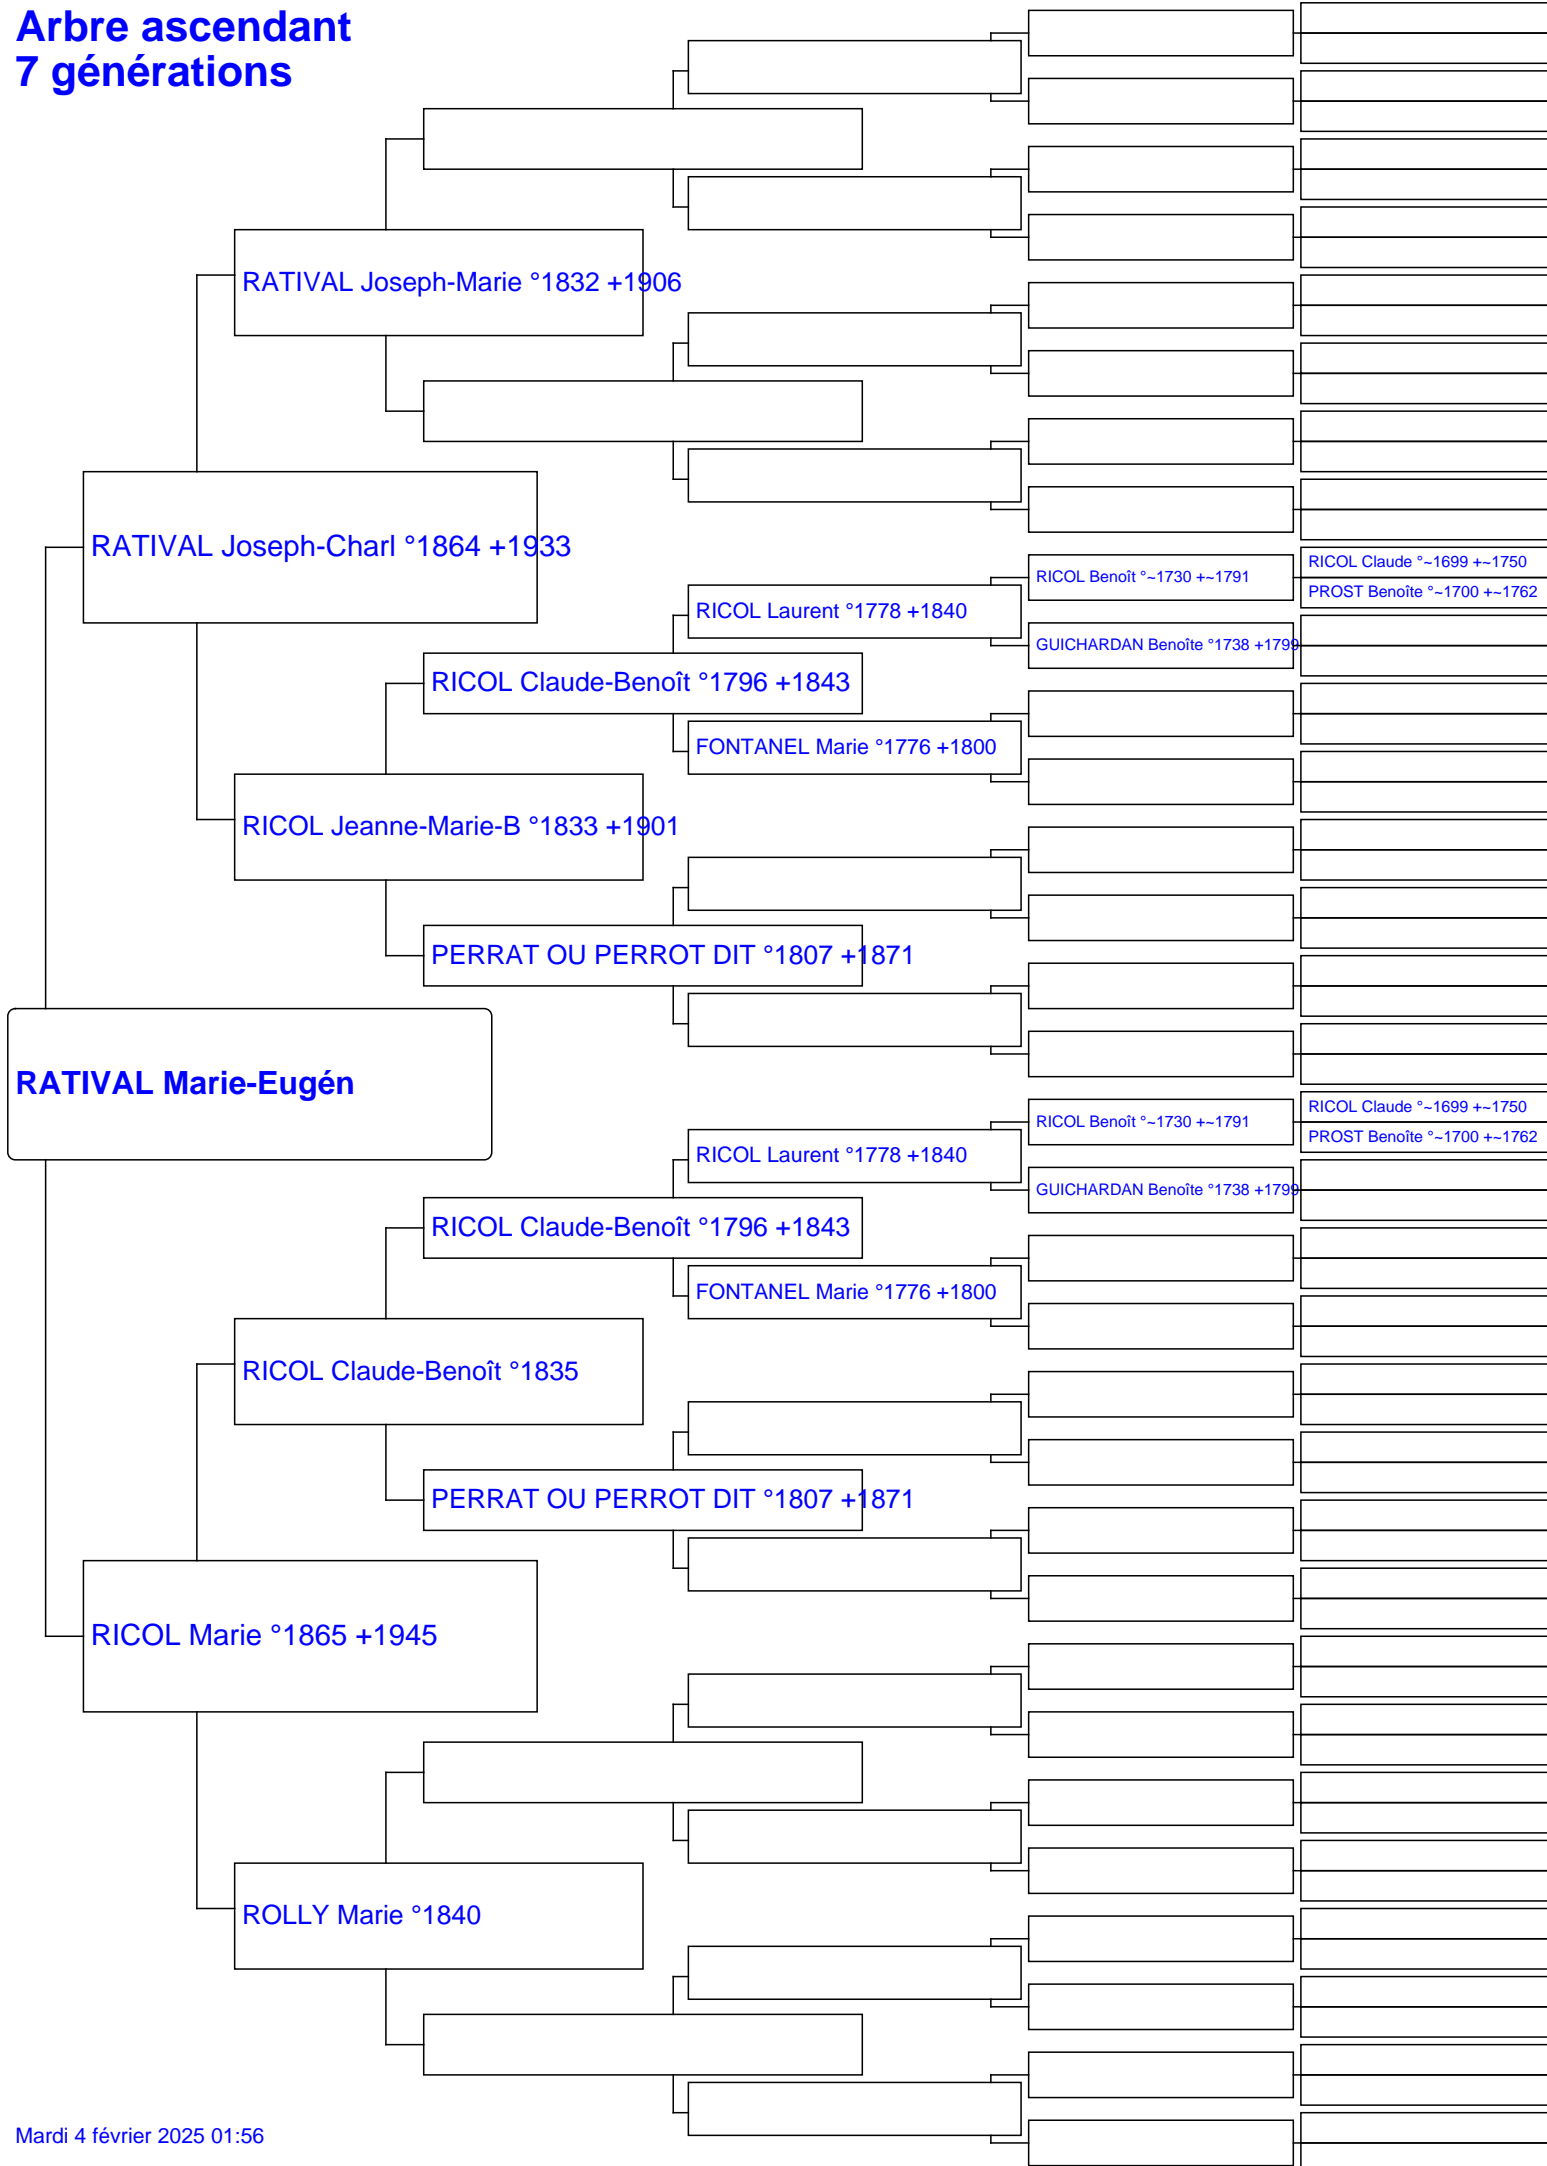 Arbre ascendant
7 générations
RATIVAL Joseph-Marie °1832 +1906
RATIVAL Joseph-Charl °1864 +1933
RICOL Benoît °~1730 +~1791
RICOL Claude °~1699 +~1750
PROST Benoîte °~1700 +~1762
RICOL Laurent °1778 +1840
GUICHARDAN Benoîte °1738 +1799
RICOL Claude-Benoît °1796 +1843
FONTANEL Marie °1776 +1800
RICOL Jeanne-Marie-B °1833 +1901
PERRAT OU PERROT DIT °1807 +1871
RATIVAL Marie-Eugén
RICOL Benoît °~1730 +~1791
RICOL Claude °~1699 +~1750
PROST Benoîte °~1700 +~1762
RICOL Laurent °1778 +1840
GUICHARDAN Benoîte °1738 +1799
RICOL Claude-Benoît °1796 +1843
FONTANEL Marie °1776 +1800
RICOL Claude-Benoît °1835
PERRAT OU PERROT DIT °1807 +1871
RICOL Marie °1865 +1945
ROLLY Marie °1840
Mardi 4 février 2025 01:56